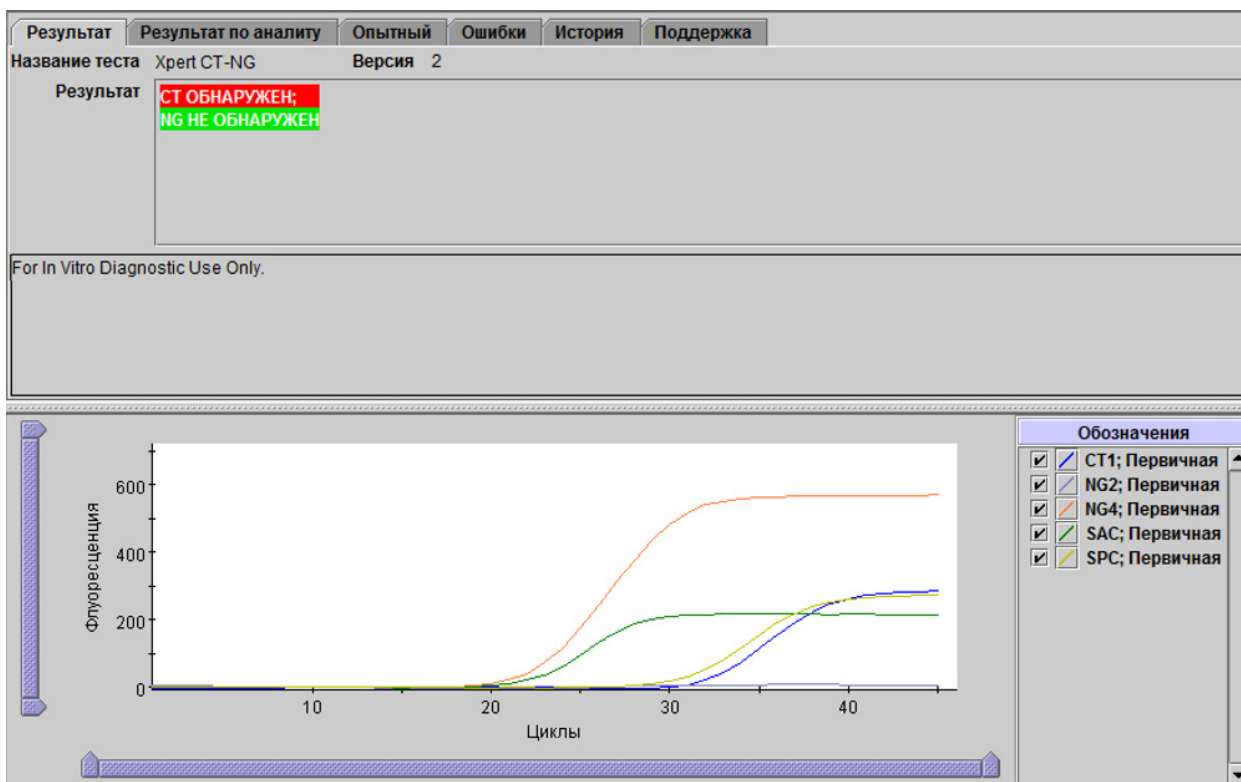 Результат Результат по аналиту Опытный Ошибки История Поддержка
Название теста Xpert CT-NG Версия 2
Результат CT ОБНАРУЖЕН;
NG НЕ ОБНАРУЖЕН
For In Vitro Diagnostic Use Only.
Обозначения
CT1; Первичная
NG2; Первичная
NG4; Первичная
SAC; Первичная
SPC; Первичная
Флуоресценция
600
400
200
0
10 20 30 40
Циклы